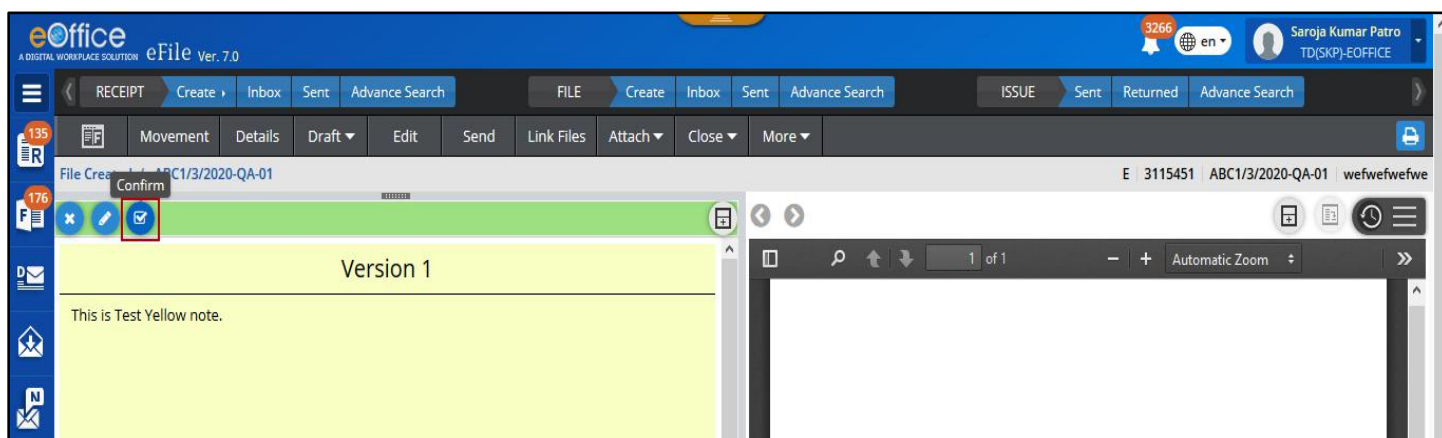 eOffice
A DIGITAL WORKPLACE SOLUTION eFile Ver. 7.0
3266 en Saroja Kumar Patro
TD(SKP)-EOFFICE
RECEIPT Create Inbox Sent Advance Search FILE Create Inbox Sent Advance Search ISSUE Sent Returned Advance Search
135 R Movement Details Draft Edit Send Link Files Attach Close More
File Crea ABC1/3/2020-QA-01 E 3115451 ABC1/3/2020-QA-01 wefwefwefwe
Confirm
176 F
Version 1
1 of 1 Automatic Zoom
D
This is Test Yellow note.
N